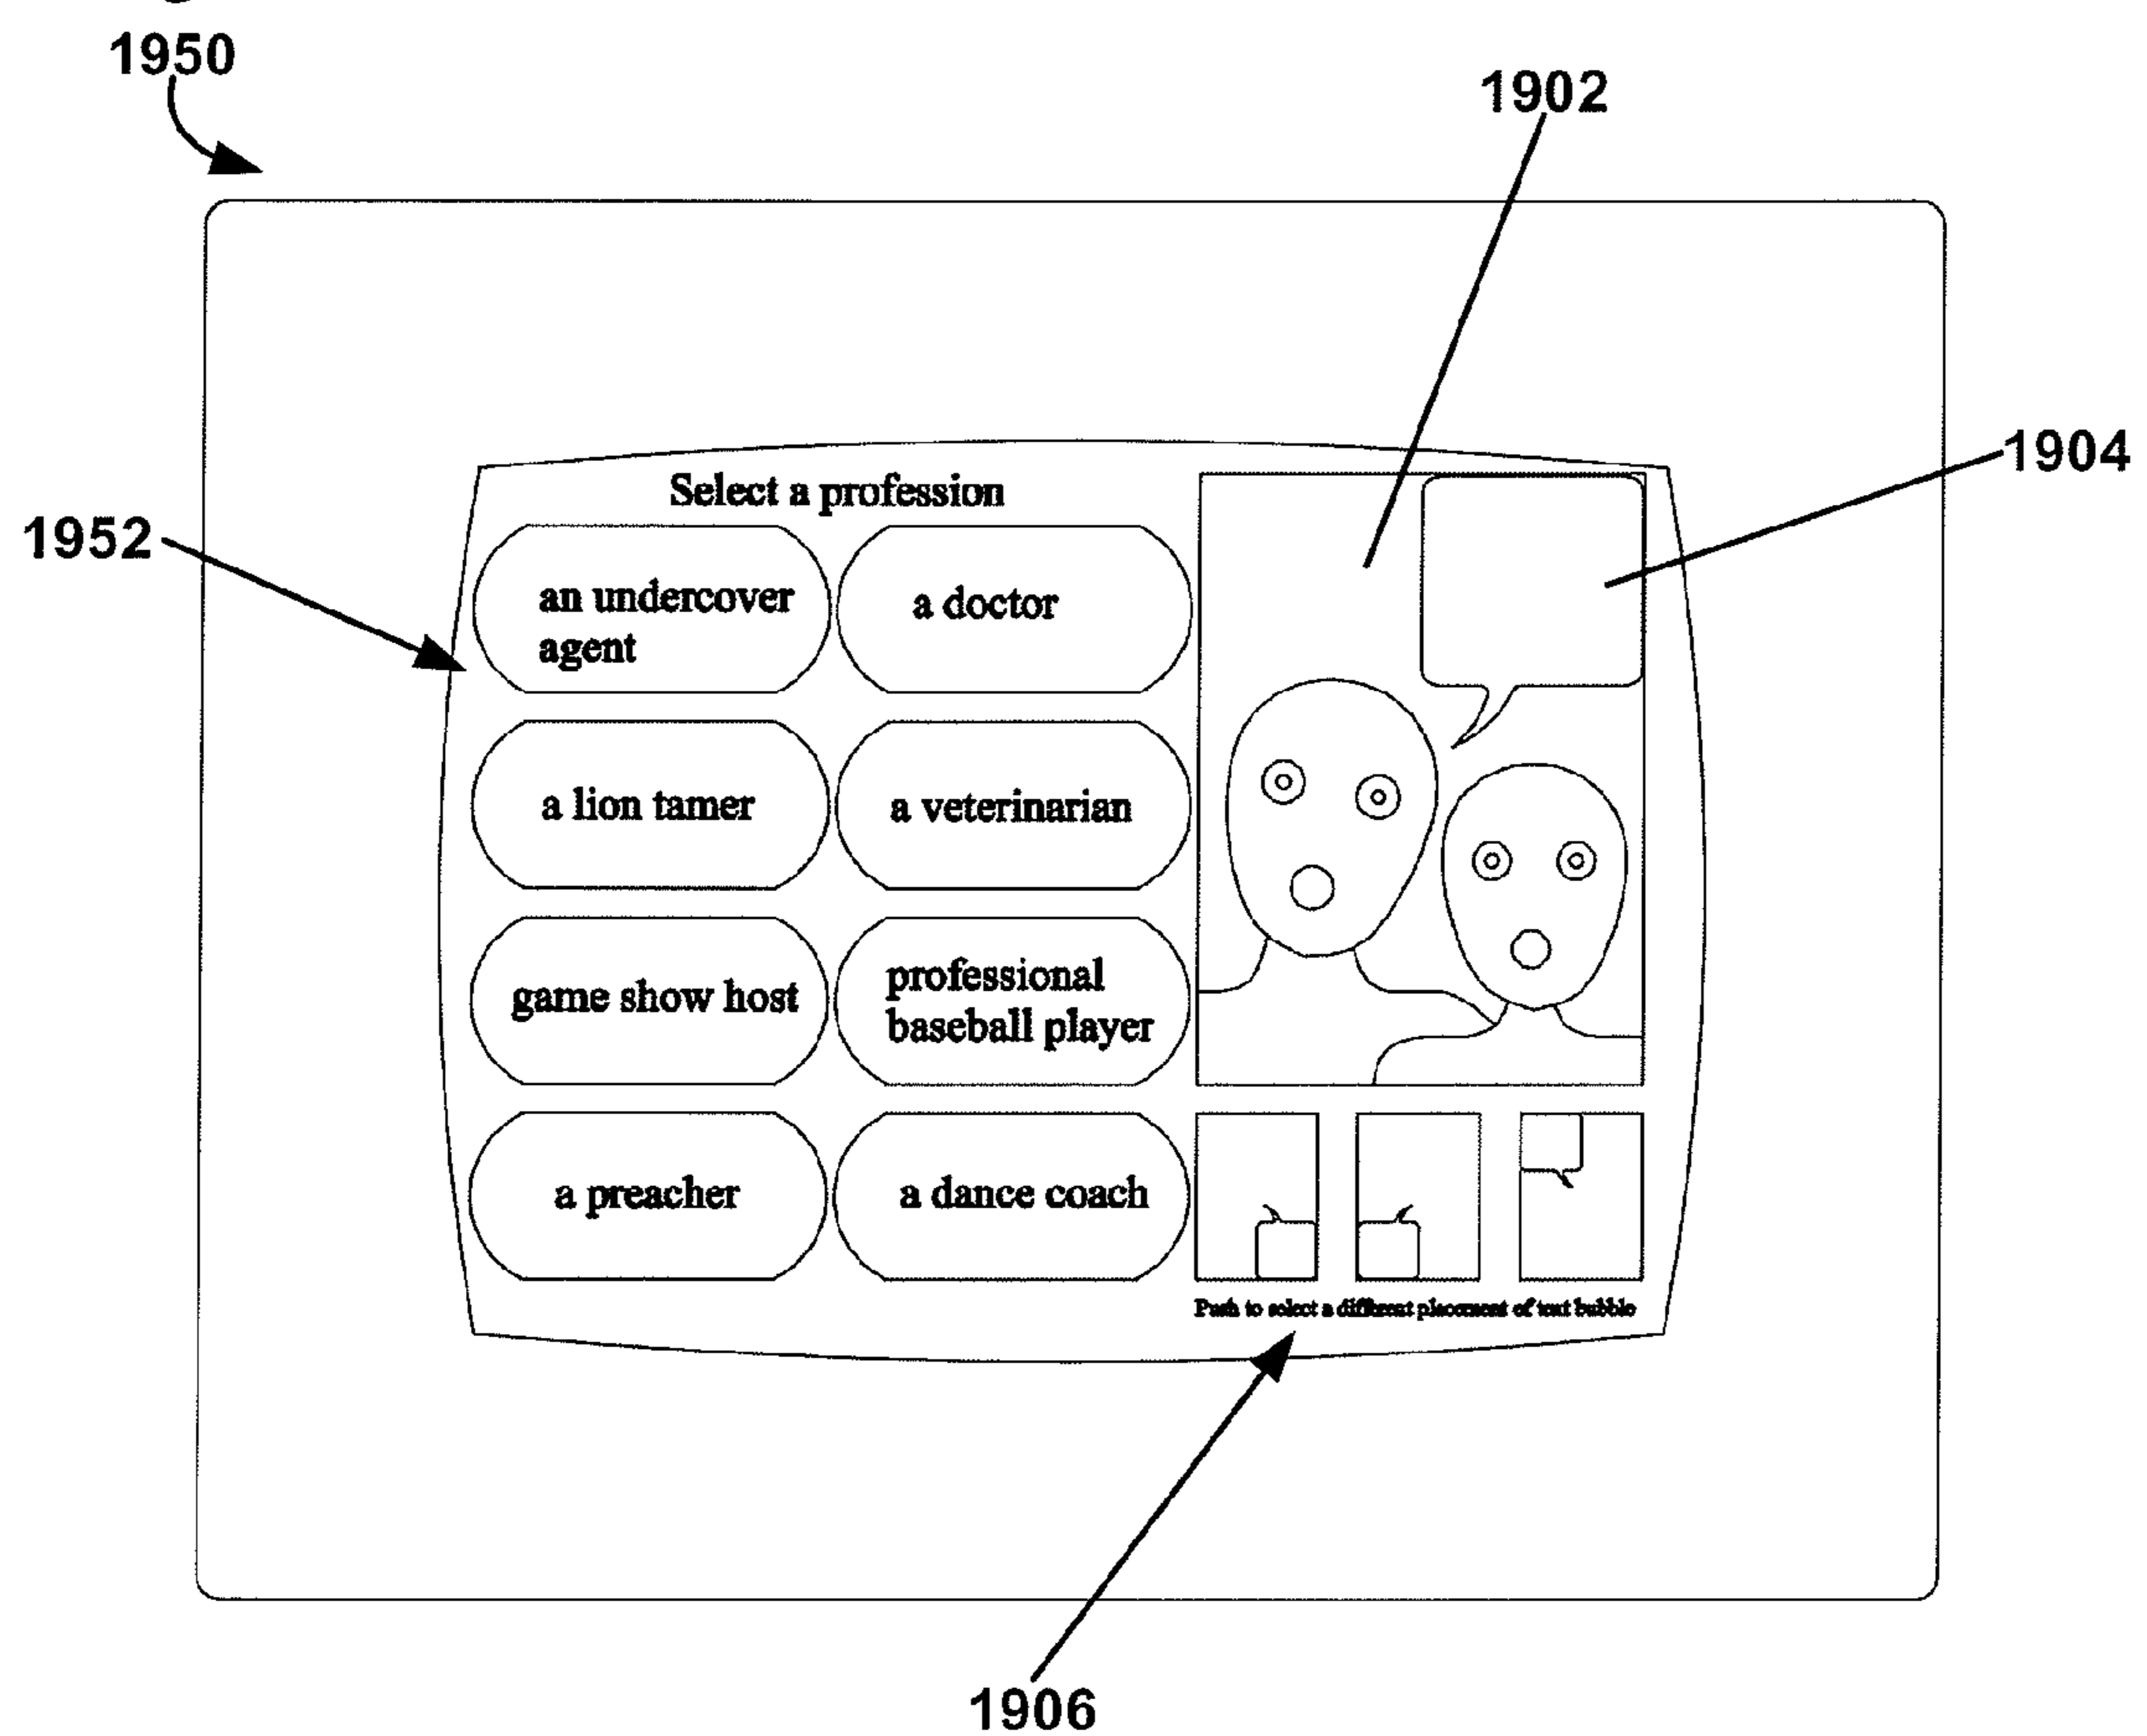 1950
1902
1904
Select a profession
1952
an undercover
agent
a doctor
a lion tamer
a veterinarian
game show host
professional
baseball player
a preacher
a dance coach
Push to select a different placement of text bubble
1906